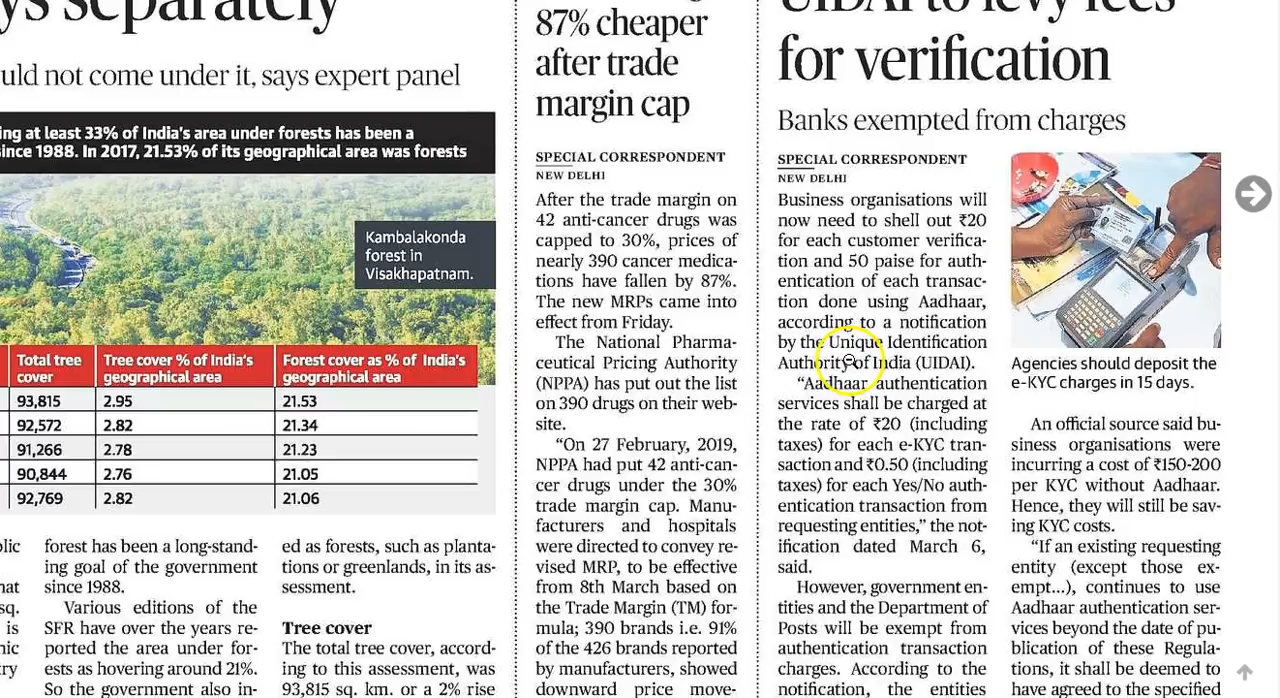 ys separately
uld not come under it, says expert panel
ing at least 33% of India's area under forests has been a
since 1988. In 2017, 21.53% of its geographical area was forests
Kambalakonda
forest in
Visakhapatnam.
Total tree cover | Tree cover % of India's geographical area | Forest cover as % of India's geographical area
93,815 2.95 21.53
92,572 2.82 21.34
91,266 2.78 21.23
90,844 2.76 21.05
92,769 2.82 21.06
forest has been a long-stand-
ing goal of the government
since 1988.
Various editions of the
SFR have over the years re-
ported the area under for-
ests as hovering around 21%.
So the government also in-
ed as forests, such as planta-
tions or greenlands, in its as-
sessment.
Tree cover
The total tree cover, accord-
ing to this assessment, was
93,815 sq. km. or a 2% rise
87% cheaper
after trade
margin cap
SPECIAL CORRESPONDENT
NEW DELHI
After the trade margin on
42 anti-cancer drugs was
capped to 30%, prices of
nearly 390 cancer medica-
tions have fallen by 87%.
The new MRPs came into
effect from Friday.
The National Pharma-
ceutical Pricing Authority
(NPPA) has put out the list
on 390 drugs on their web-
site.
"On 27 February, 2019,
NPPA had put 42 anti-can-
cer drugs under the 30%
trade margin cap. Manu-
facturers and hospitals
were directed to convey re-
vised MRP, to be effective
from 8th March based on
the Trade Margin (TM) for-
mula; 390 brands i.e. 91%
of the 426 brands reported
by manufacturers, showed
downward price move-
UIDAI to levy fees
for verification
Banks exempted from charges
SPECIAL CORRESPONDENT
NEW DELHI
Business organisations will
now need to shell out ₹20
for each customer verifica-
tion and 50 paise for auth-
entication of each transac-
tion done using Aadhaar,
according to a notification
by the Unique Identification
Authority of India (UIDAI).
"Aadhaar authentication
services shall be charged at
the rate of ₹20 (including
taxes) for each e-KYC tran-
saction and ₹0.50 (including
taxes) for each Yes/No auth-
entication transaction from
requesting entities," the not-
ification dated March 6,
said.
However, government en-
tities and the Department of
Posts will be exempt from
authentication transaction
charges. According to the
notification, the entities
Agencies should deposit the
e-KYC charges in 15 days.
An official source said bu-
siness organisations were
incurring a cost of ₹150-200
per KYC without Aadhaar.
Hence, they will still be sav-
ing KYC costs.
"If an existing requesting
entity (except those ex-
empt...), continues to use
Aadhaar authentication ser-
vices beyond the date of pu-
blication of these Regula-
tions, it shall be deemed to
have agreed to the specified